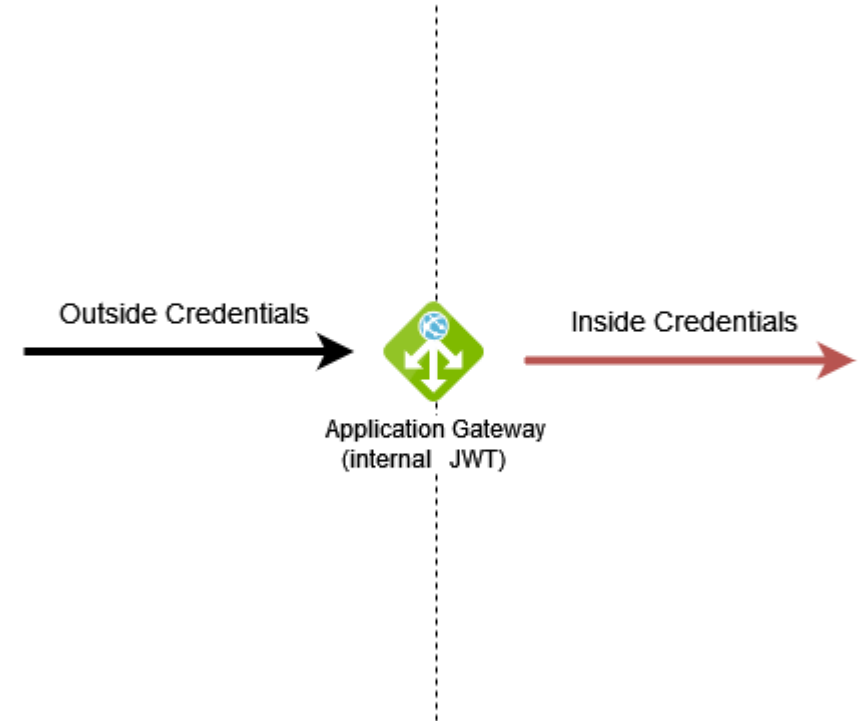 Outside Credentials
Inside Credentials
Application Gateway
(internal JWT)